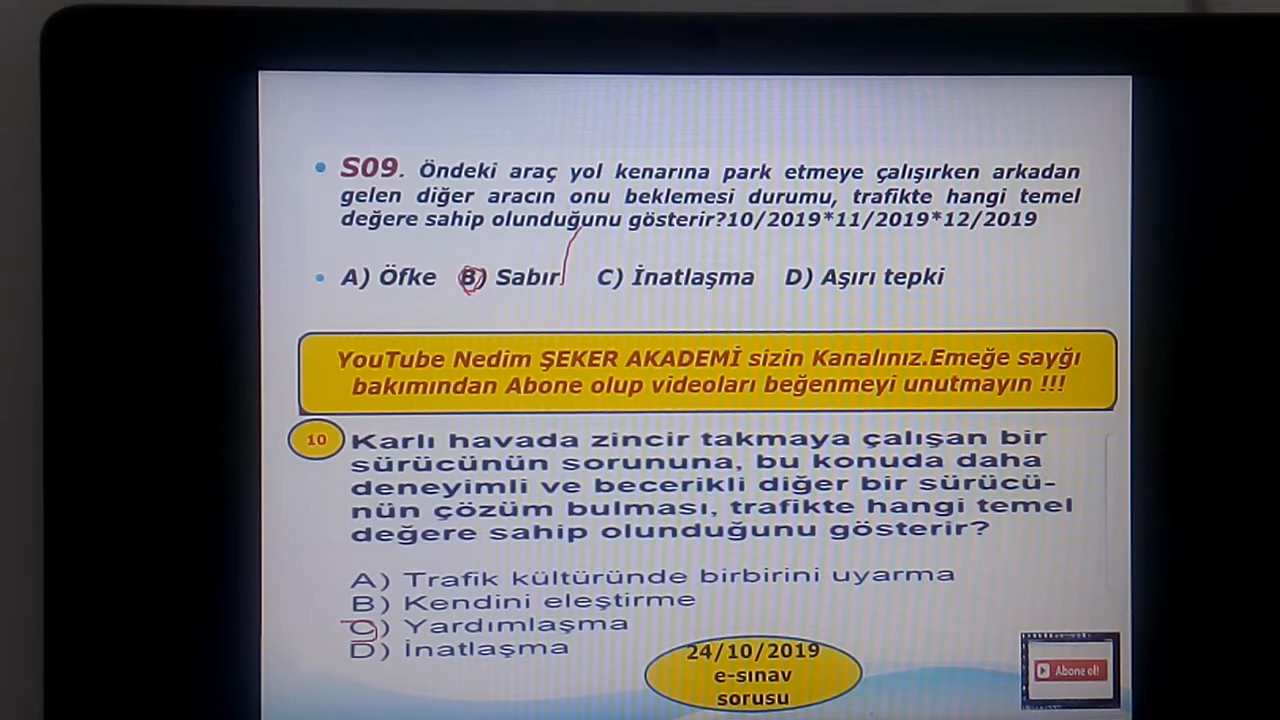 • S09. Öndeki araç yol kenarına park etmeye çalışırken arkadan
gelen diğer aracın onu beklemesi durumu, trafikte hangi temel
değere sahip olunduğunu gösterir?10/2019*11/2019*12/2019
• A) Öfke B) Sabır C) İnatlaşma D) Aşırı tepki
YouTube Nedim ŞEKER AKADEMİ sizin Kanalınız.Emeğe sayğı
bakımından Abone olup videoları beğenmeyi unutmayın !!!
10 Karlı havada zincir takmaya çalışan bir
sürücünün sorununa, bu konuda daha
deneyimli ve becerikli diğer bir sürücü-
nün çözüm bulması, trafikte hangi temel
değere sahip olunduğunu gösterir?
A) Trafik kültüründe birbirini uyarma
B) Kendini eleştirme
C) Yardımlaşma
D) İnatlaşma
24/10/2019
e-sınav
sorusu
Abone ol!